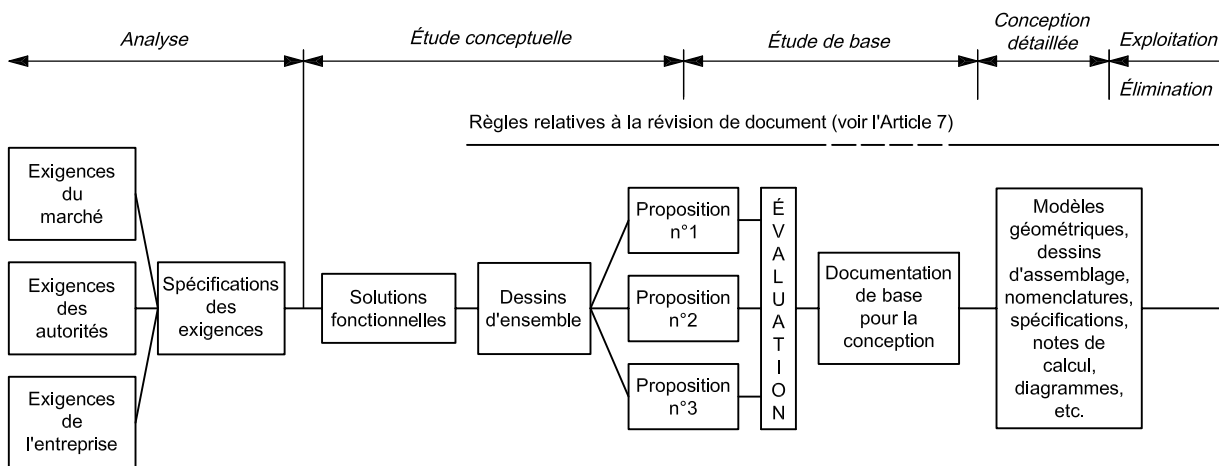 Analyse
Étude conceptuelle
Étude de base
Conception
détaillée
Exploitation
Élimination
Règles relatives à la révision de document (voir l'Article 7)
Exigences
du
marché
Exigences
des
autorités
Exigences
de
l'entreprise
Spécifications
des
exigences
Solutions
fonctionnelles
Dessins
d'ensemble
Proposition
n°1
Proposition
n°2
Proposition
n°3
ÉVALUATION
Documentation
de base
pour la
conception
Modèles
géométriques,
dessins
d'assemblage,
nomenclatures,
spécifications,
notes de
calcul,
diagrammes,
etc.